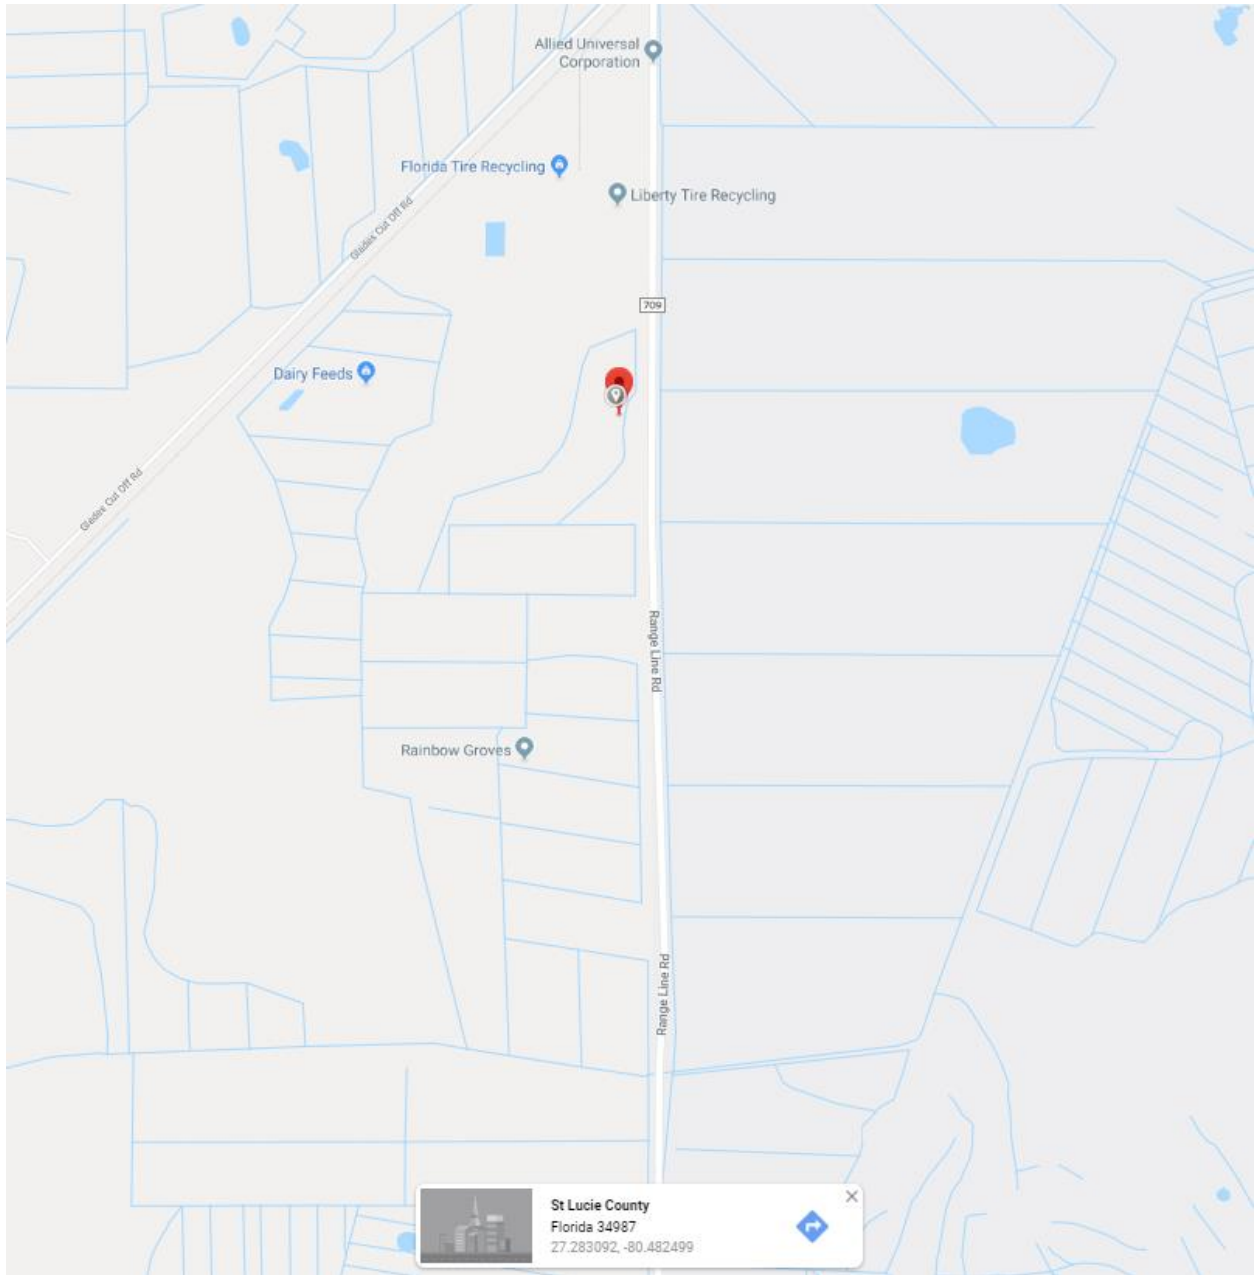 Allied Universal
Corporation
Florida Tire Recycling
Liberty Tire Recycling
Glades Cut Off Rd
709
Dairy Feeds
Glades Cut Off Rd
Range Line Rd
Rainbow Groves
Range Line Rd
St Lucie County
Florida 34987
27.283092, -80.482499